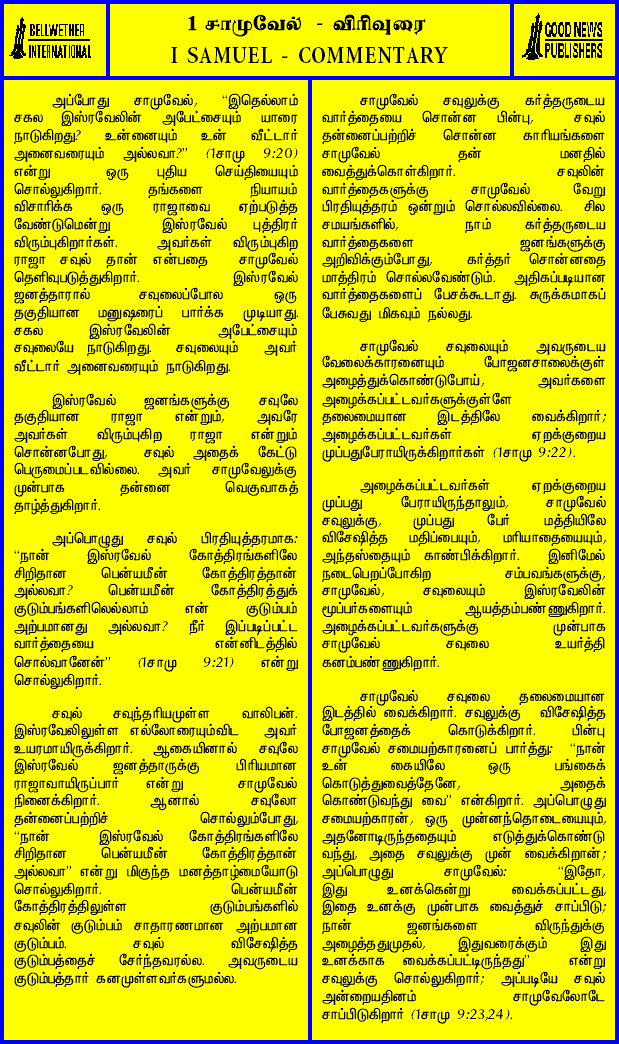 BELLWETHER
INTERNATIONAL
1 சாமுவேல் - விரிவுரை
I SAMUEL - COMMENTARY
GOOD NEWS
PUBLISHERS
அப்போது சாமுவேல், “இதெல்லாம்
சகல இஸ்ரவேலின் அபேட்சையும் யாரை
நாடுகிறது? உன்னையும் உன் வீட்டார்
அனைவரையும் அல்லவா?” (1சாமு 9:20)
என்று ஒரு புதிய செய்தியையும்
சொல்லுகிறார். தங்களை நியாயம்
விசாரிக்க ஒரு ராஜாவை ஏற்படுத்த
வேண்டுமென்று இஸ்ரவேல் புத்திரர்
விரும்புகிறார்கள். அவர்கள் விரும்புகிற
ராஜா சவுல் தான் என்பதை சாமுவேல்
தெளிவுபடுத்துகிறார். இஸ்ரவேல்
ஜனத்தாரால் சவுலைப்போல ஒரு
தகுதியான மனுஷரைப் பார்க்க முடியாது.
சகல இஸ்ரவேலின் அபேட்சையும்
சவுலையே நாடுகிறது. சவுலையும் அவர்
வீட்டார் அனைவரையும் நாடுகிறது.
இஸ்ரவேல் ஜனங்களுக்கு சவுலே
தகுதியான ராஜா என்றும், அவரே
அவர்கள் விரும்புகிற ராஜா என்றும்
சொன்னபோது, சவுல் அதைக் கேட்டு
பெருமைப்படவில்லை. அவர் சாமுவேலுக்கு
முன்பாக தன்னை வெகுவாகத்
தாழ்த்துகிறார்.
அப்பொழுது சவுல் பிரதியுத்தரமாக:
“நான் இஸ்ரவேல் கோத்திரங்களிலே
சிறிதான பென்யமீன் கோத்திரத்தான்
அல்லவா? பென்யமீன் கோத்திரத்துக்
குடும்பங்களிலெல்லாம் என் குடும்பம்
அற்பமானது அல்லவா? நீர் இப்படிப்பட்ட
வார்த்தையை என்னிடத்தில்
சொல்வானேன்” (1சாமு 9:21) என்று
சொல்லுகிறார்.
சவுல் சவுந்தரியமுள்ள வாலிபன்.
இஸ்ரவேலிலுள்ள எல்லோரையும்விட அவர்
உயரமாயிருக்கிறார். ஆகையினால் சவுலே
இஸ்ரவேல் ஜனத்தாருக்கு பிரியமான
ராஜாவாயிருப்பார் என்று சாமுவேல்
நினைக்கிறார். ஆனால் சவுலோ
தன்னைப்பற்றிச் சொல்லும்போது,
“நான் இஸ்ரவேல் கோத்திரங்களிலே
சிறிதான பென்யமீன் கோத்திரத்தான்
அல்லவா” என்று மிகுந்த மனத்தாழ்மையோடு
சொல்லுகிறார். பென்யமீன்
கோத்திரத்திலுள்ள குடும்பங்களில்
சவுலின் குடும்பம் சாதாரணமான அற்பமான
குடும்பம். சவுல் விசேஷித்த
குடும்பத்தைச் சேர்ந்தவரல்ல. அவருடைய
குடும்பத்தார் கனமுள்ளவர்களுமல்ல.
சாமுவேல் சவுலுக்கு கர்த்தருடைய
வார்த்தையை சொன்ன பின்பு, சவுல்
தன்னைப்பற்றிச் சொன்ன காரியங்களை
சாமுவேல் தன் மனதில்
வைத்துக்கொள்கிறார். சவுலின்
வார்த்தைகளுக்கு சாமுவேல் வேறு
பிரதியுத்தரம் ஒன்றும் சொல்லவில்லை. சில
சமயங்களில், நாம் கர்த்தருடைய
வார்த்தைகளை ஜனங்களுக்கு
அறிவிக்கும்போது, கர்த்தர் சொன்னதை
மாத்திரம் சொல்லவேண்டும். அதிகப்படியான
வார்த்தைகளைப் பேசக்கூடாது. சுருக்கமாகப்
பேசுவது மிகவும் நல்லது.
சாமுவேல் சவுலையும் அவருடைய
வேலைக்காரனையும் போஜனசாலைக்குள்
அழைத்துக்கொண்டுபோய், அவர்களை
அழைக்கப்பட்டவர்களுக்குள்ளே
தலைமையான இடத்திலே வைக்கிறார்;
அழைக்கப்பட்டவர்கள் ஏறக்குறைய
முப்பதுபேராயிருக்கிறார்கள் (1சாமு 9:22).
அழைக்கப்பட்டவர்கள் ஏறக்குறைய
முப்பது பேராயிருந்தாலும், சாமுவேல்
சவுலுக்கு, முப்பது பேர் மத்தியிலே
விசேஷித்த மதிப்பையும், மரியாதையையும்,
அந்தஸ்தையும் காண்பிக்கிறார். இனிமேல்
நடைபெறப்போகிற சம்பவங்களுக்கு,
சாமுவேல், சவுலையும் இஸ்ரவேலின்
மூப்பர்களையும் ஆயத்தம்பண்ணுகிறார்.
அழைக்கப்பட்டவர்களுக்கு முன்பாக
சாமுவேல் சவுலை உயர்த்தி
கனம்பண்ணுகிறார்.
சாமுவேல் சவுலை தலைமையான
இடத்தில் வைக்கிறார். சவுலுக்கு விசேஷித்த
போஜனத்தைக் கொடுக்கிறார். பின்பு
சாமுவேல் சமையற்காரனைப் பார்த்து: “நான்
உன் கையிலே ஒரு பங்கைக்
கொடுத்துவைத்தேனே, அதைக்
கொண்டுவந்து வை” என்கிறார். அப்பொழுது
சமையற்காரன், ஒரு முன்னந்தொடையையும்,
அதனோடிருந்ததையும் எடுத்துக்கொண்டு
வந்து, அதை சவுலுக்கு முன் வைக்கிறான்;
அப்பொழுது சாமுவேல்: “இதோ,
இது உனக்கென்று வைக்கப்பட்டது,
இதை உனக்கு முன்பாக வைத்துச் சாப்பிடு;
நான் ஜனங்களை விருந்துக்கு
அழைத்ததுமுதல், இதுவரைக்கும் இது
உனக்காக வைக்கப்பட்டிருந்தது” என்று
சவுலுக்கு சொல்லுகிறார்; அப்படியே சவுல்
அன்றையதினம் சாமுவேலோடே
சாப்பிடுகிறார் (1சாமு 9:23,24).